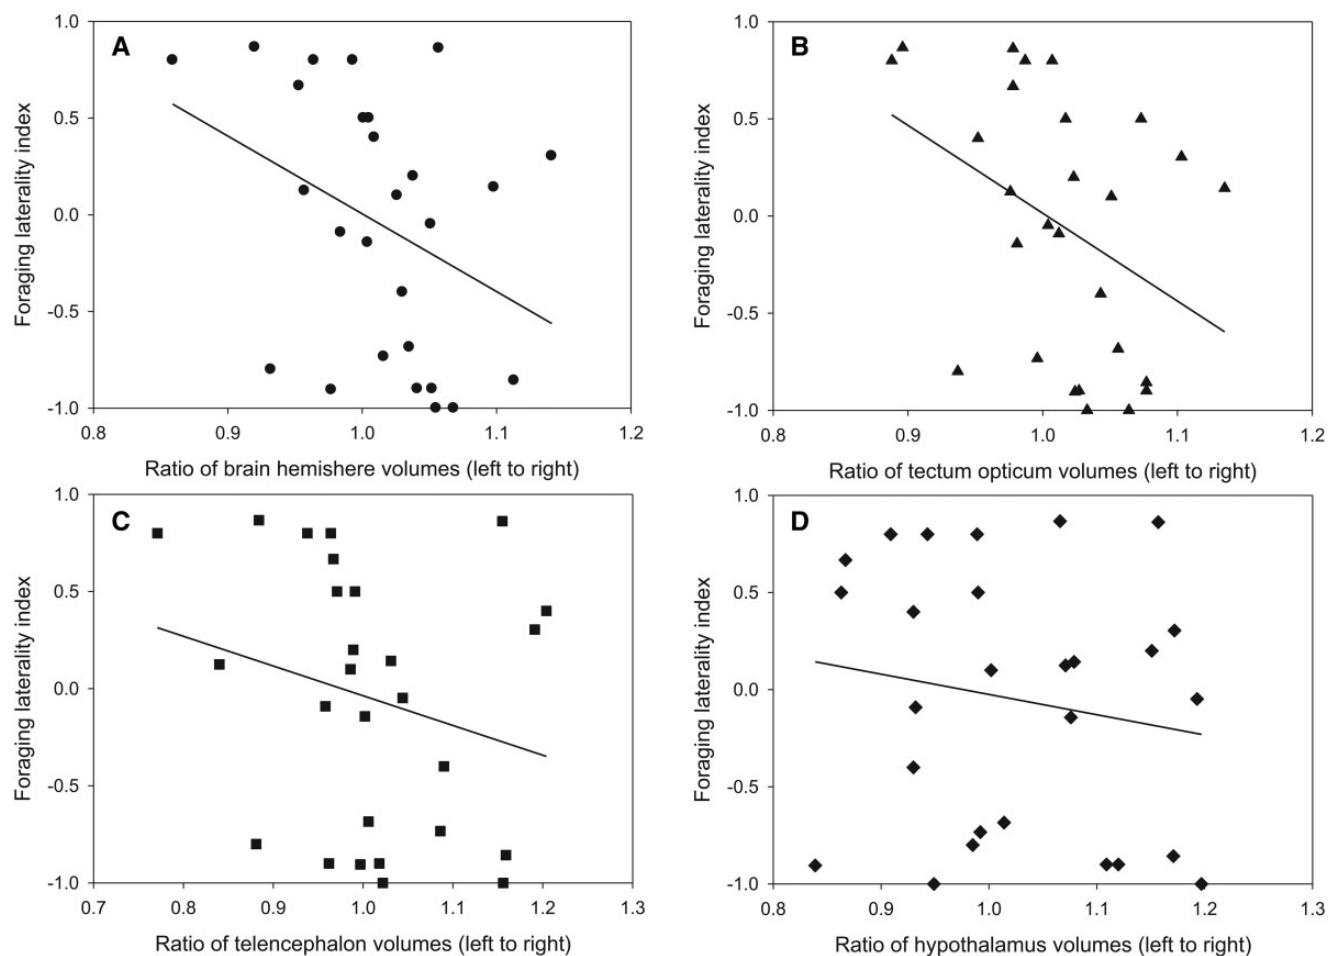 A
1.0
0.5
0.0
-0.5
-1.0
Foraging laterality index
0.8 0.9 1.0 1.1 1.2
Ratio of brain hemishere volumes (left to right)
B
1.0
0.5
0.0
-0.5
-1.0
Foraging laterality index
0.8 0.9 1.0 1.1 1.2
Ratio of tectum opticum volumes (left to right)
C
1.0
0.5
0.0
-0.5
-1.0
Foraging laterality index
0.7 0.8 0.9 1.0 1.1 1.2 1.3
Ratio of telencephalon volumes (left to right)
D
1.0
0.5
0.0
-0.5
-1.0
Foraging laterality index
0.8 0.9 1.0 1.1 1.2 1.3
Ratio of hypothalamus volumes (left to right)